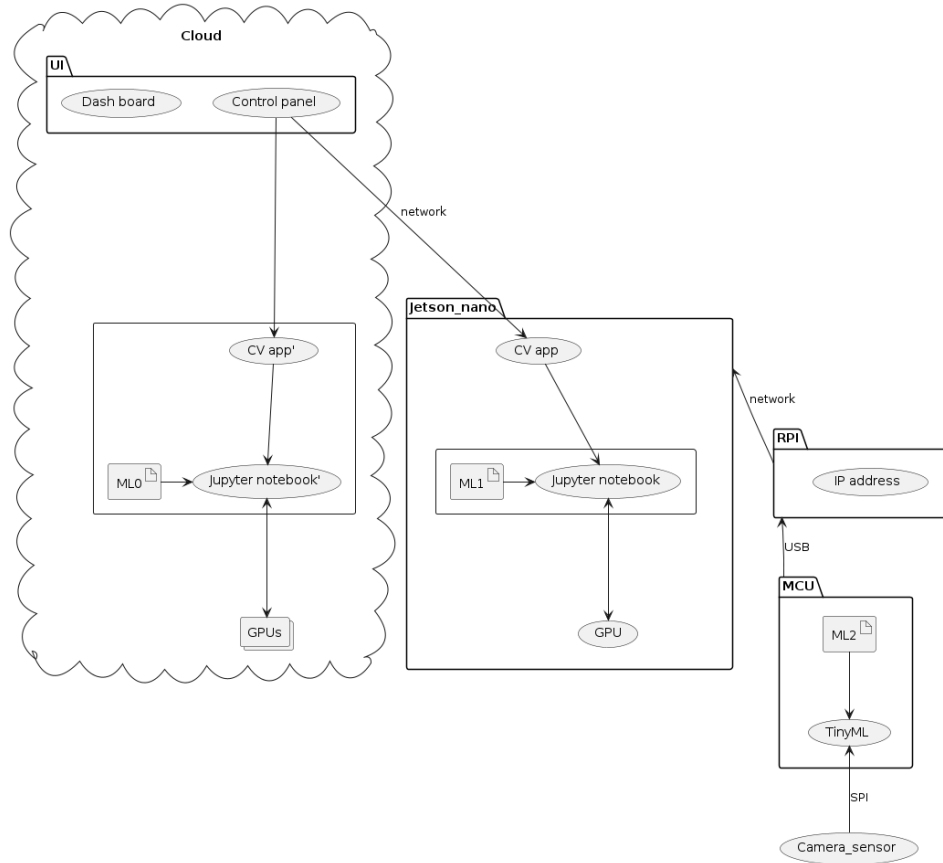 Cloud
UI
Dash board
Control panel
network
Jetson_nano
CV app'
CV app
network
RPI
ML0
Jupyter notebook'
ML1
Jupyter notebook
IP address
USB
MCU
GPUs
GPU
ML2
TinyML
SPI
Camera_sensor